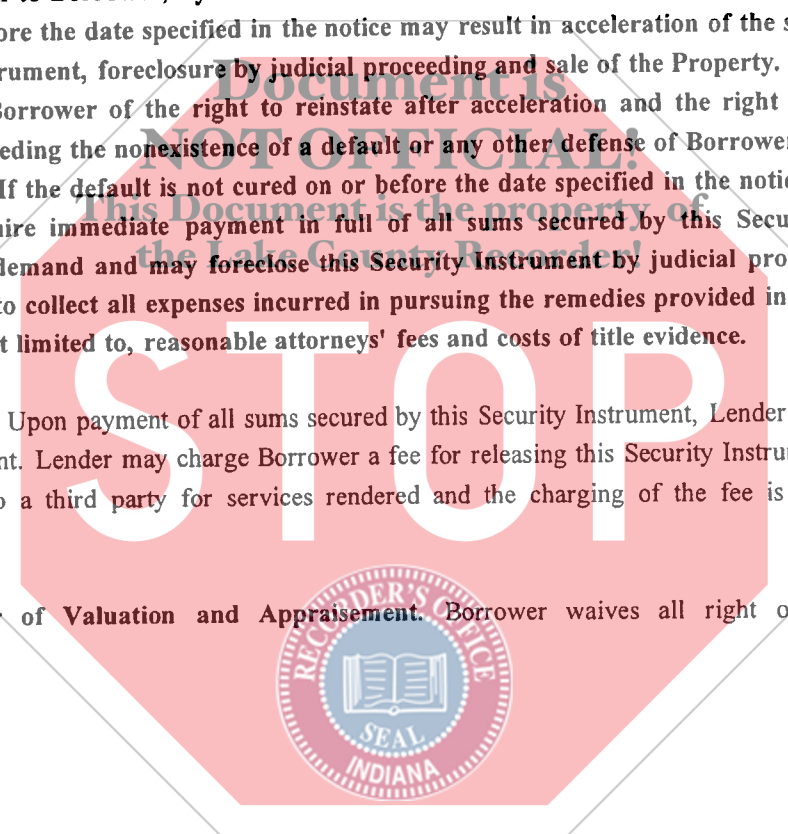 ore the date specified in the notice may result in acceleration of the s
rument, foreclosure by judicial proceeding and sale of the Property.
Borrower of the right to reinstate after acceleration and the right
eding the nonexistence of a default or any other defense of Borrower
If the default is not cured on or before the date specified in the notic
ire immediate payment in full of all sums secured by this Secu
demand and may foreclose this Security Instrument by judicial pro
to collect all expenses incurred in pursuing the remedies provided in
t limited to, reasonable attorneys' fees and costs of title evidence.
Upon payment of all sums secured by this Security Instrument, Lender
nt. Lender may charge Borrower a fee for releasing this Security Instru
o a third party for services rendered and the charging of the fee is
of Valuation and Appraisement. Borrower waives all right o
Document is
NOT OFFICIAL!
This Document is the property of
the Lake County Recorder!
STOP
RECORDER'S OFFICE
SEAL
INDIANA